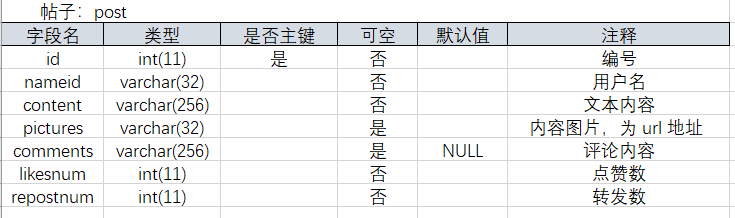 帖子：post
字段名 类型 是否主键 可空 默认值 注释
id int(11) 是 否 编号
nameid varchar(32) 否 用户名
content varchar(256) 否 文本内容
pictures varchar(32) 是 内容图片，为 url 地址
comments varchar(256) 是 NULL 评论内容
likesnum int(11) 否 点赞数
repostnum int(11) 否 转发数